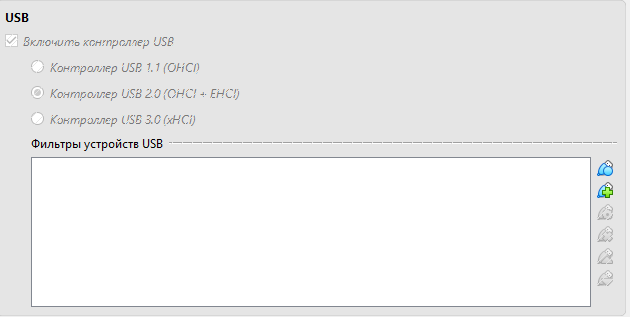 USB
Включить контроллер USB
Контроллер USB 1.1 (OHCI)
Контроллер USB 2.0 (OHCI + EHCI)
Контроллер USB 3.0 (xHCI)
Фильтры устройств USB